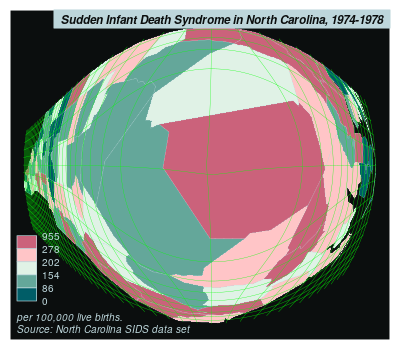 Sudden Infant Death Syndrome in North Carolina, 1974-1978
955
278
202
154
86
0
per 100,000 live births.
Source: North Carolina SIDS data set